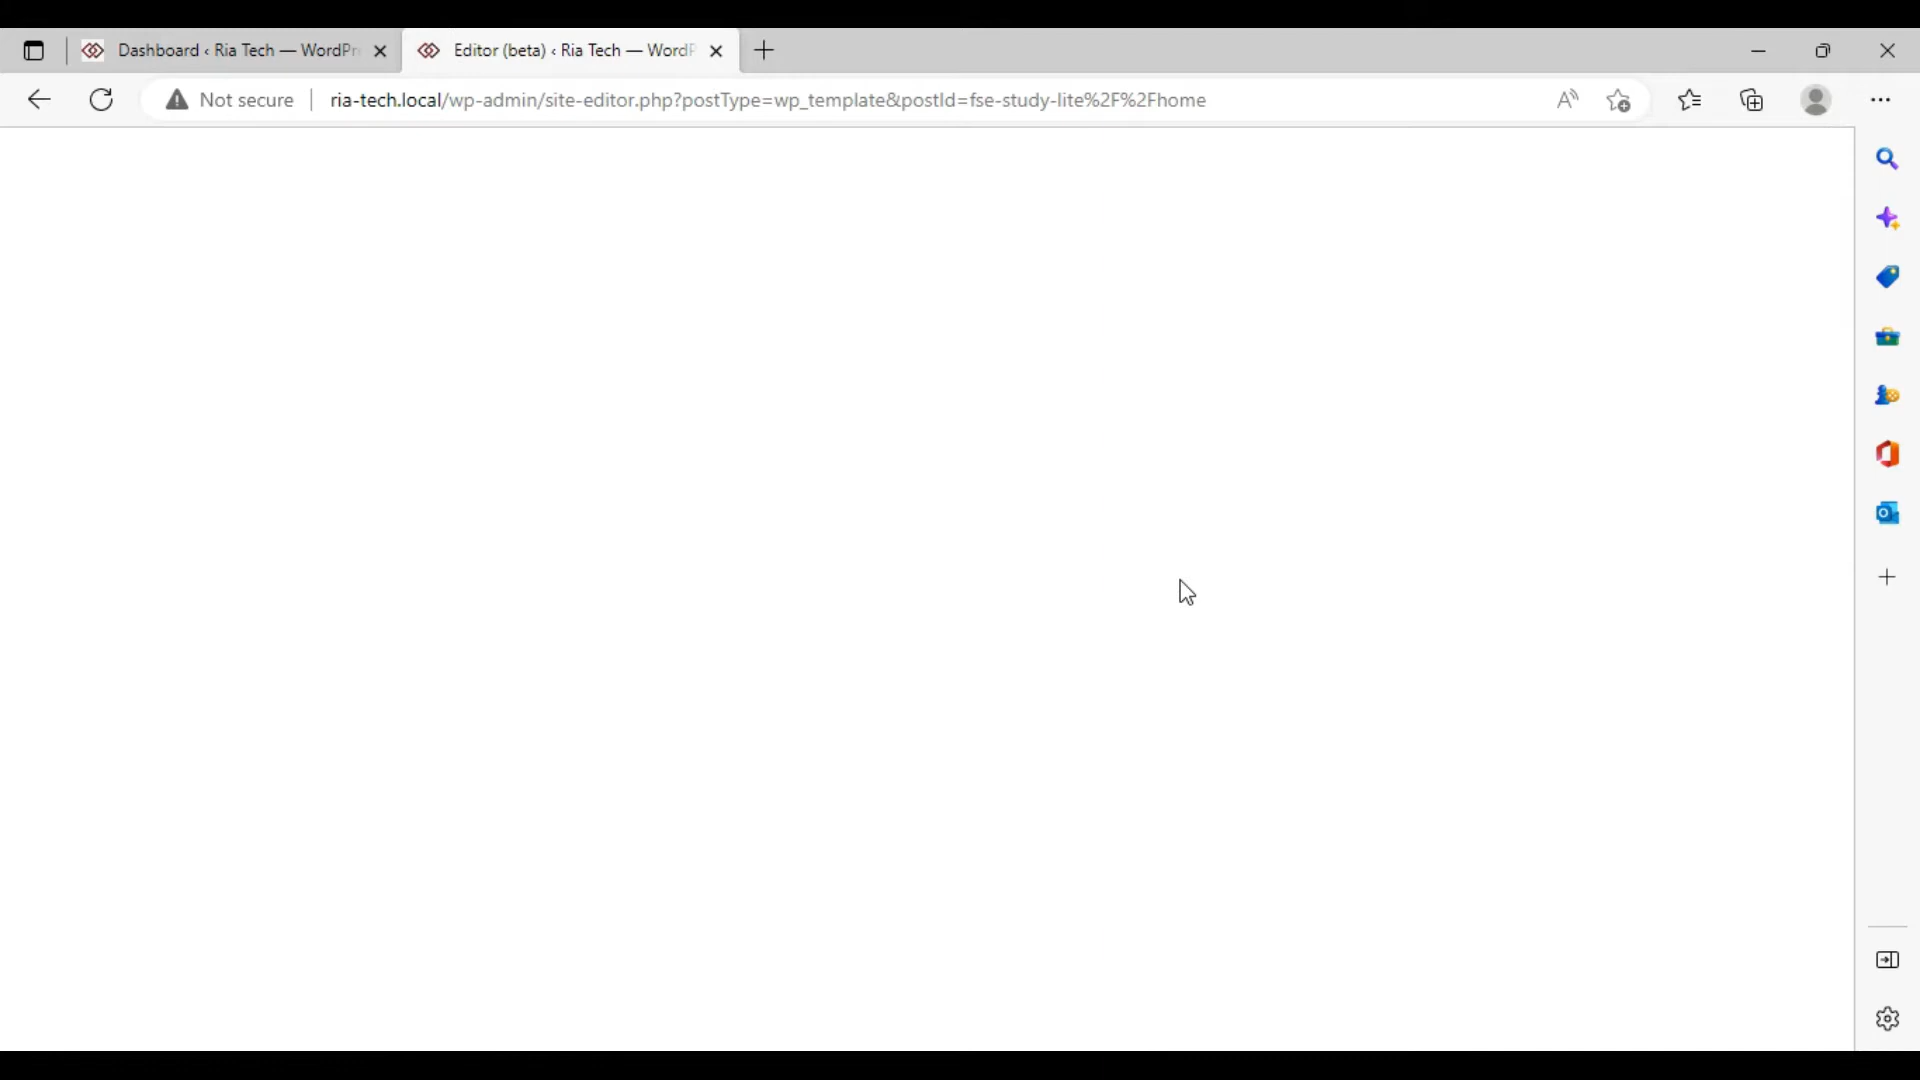 Dashboard ‹ Ria Tech — WordPr
Editor (beta) ‹ Ria Tech — WordP
Not secure
ria-tech.local/wp-admin/site-editor.php?postType=wp_template&postId=fse-study-lite%2F%2Fhome